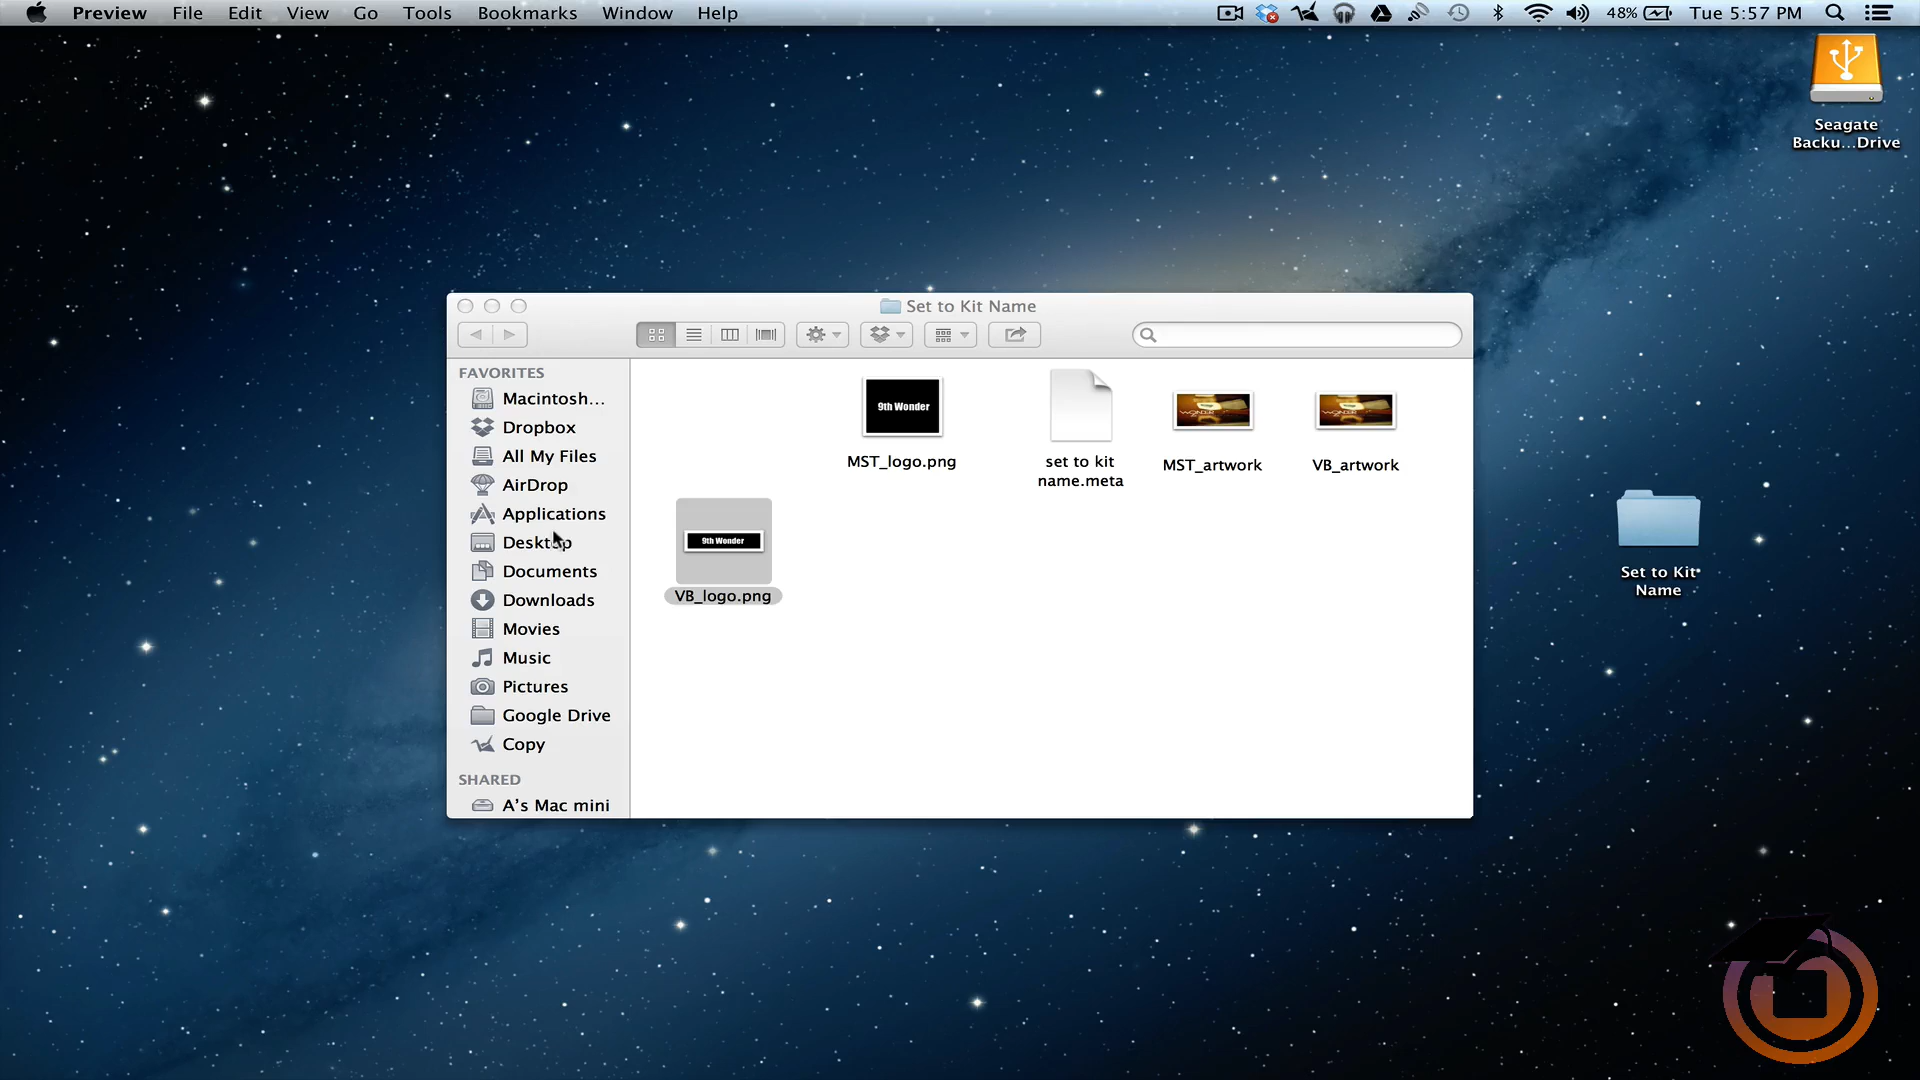 Preview File Edit View Go Tools Bookmarks Window Help
48% Tue 5:57 PM
Seagate
Backu...Drive
Set to Kit Name
FAVORITES
Macintosh...
Dropbox
All My Files
AirDrop
Applications
Desktop
Documents
Downloads
Movies
Music
Pictures
Google Drive
Copy
SHARED
A's Mac mini
9th Wonder
MST_logo.png
set to kit
name.meta
WONDER
MST_artwork
WONDER
VB_artwork
9th Wonder
VB_logo.png
Set to Kit
Name